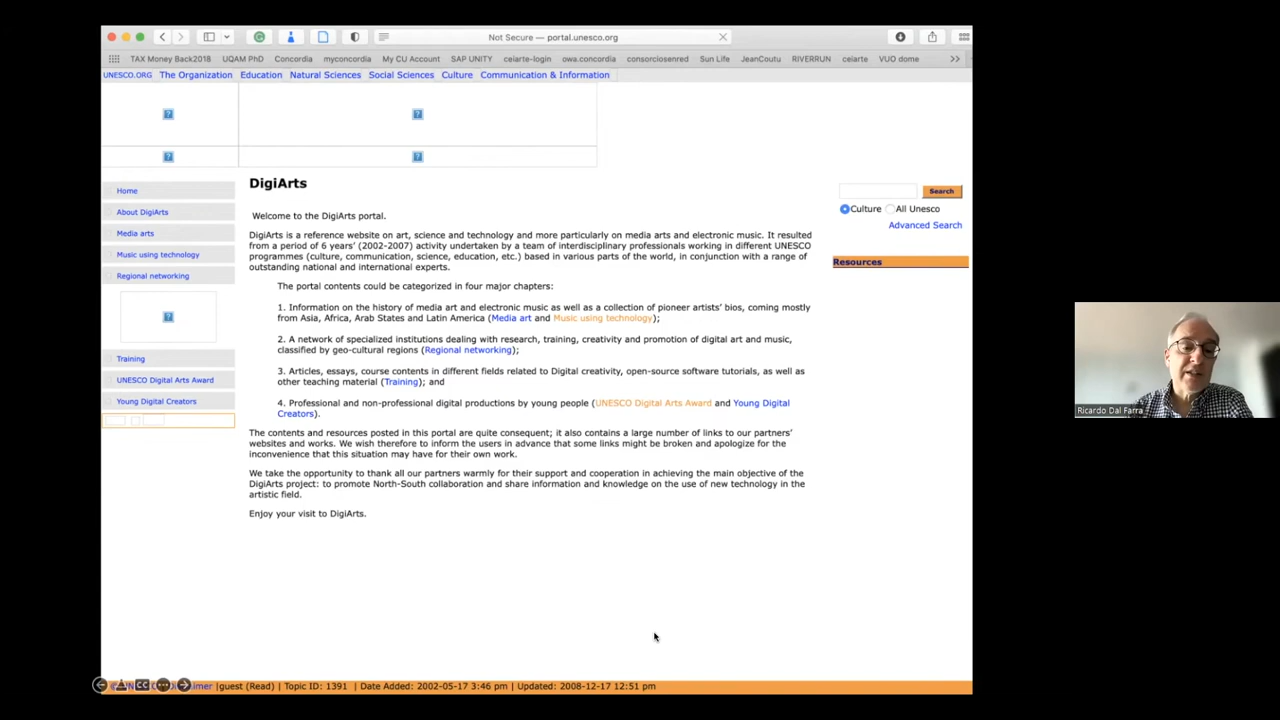 Not Secure — portal.unesco.org
TAX Money Back2018 UQAM PhD Concordia myconcordia My CU Account SAP UNITY ceiarte-login owa.concordia consorciosenred Sun Life JeanCoutu RIVERRUN ceiarte VUO dome
UNESCO.ORG The Organization Education Natural Sciences Social Sciences Culture Communication & Information
Home
About DigiArts
Media arts
Music using technology
Regional networking
Training
UNESCO Digital Arts Award
Young Digital Creators
DigiArts
Welcome to the DigiArts portal.
DigiArts is a reference website on art, science and technology and more particularly on media arts and electronic music. It resulted
from a period of 6 years' (2002-2007) activity undertaken by a team of interdisciplinary professionals working in different UNESCO
programmes (culture, communication, science, education, etc.) based in various parts of the world, in conjunction with a range of
outstanding national and international experts.
The portal contents could be categorized in four major chapters:
1. Information on the history of media art and electronic music as well as a collection of pioneer artists' bios, coming mostly
from Asia, Africa, Arab States and Latin America (Media art and Music using technology);
2. A network of specialized institutions dealing with research, training, creativity and promotion of digital art and music,
classified by geo-cultural regions (Regional networking);
3. Articles, essays, course contents in different fields related to Digital creativity, open-source software tutorials, as well as
other teaching material (Training); and
4. Professional and non-professional digital productions by young people (UNESCO Digital Arts Award and Young Digital
Creators).
The contents and resources posted in this portal are quite consequent; it also contains a large number of links to our partners'
websites and works. We wish therefore to inform the users in advance that some links might be broken and apologize for the
inconvenience that this situation may have for their own work.
We take the opportunity to thank all our partners warmly for their support and cooperation in achieving the main objective of the
DigiArts project: to promote North-South collaboration and share information and knowledge on the use of new technology in the
artistic field.
Enjoy your visit to DigiArts.
Search
Culture All Unesco
Advanced Search
Resources
Ricardo Dal Farra
CC |guest (Read) | Topic ID: 1391 | Date Added: 2002-05-17 3:46 pm | Updated: 2008-12-17 12:51 pm